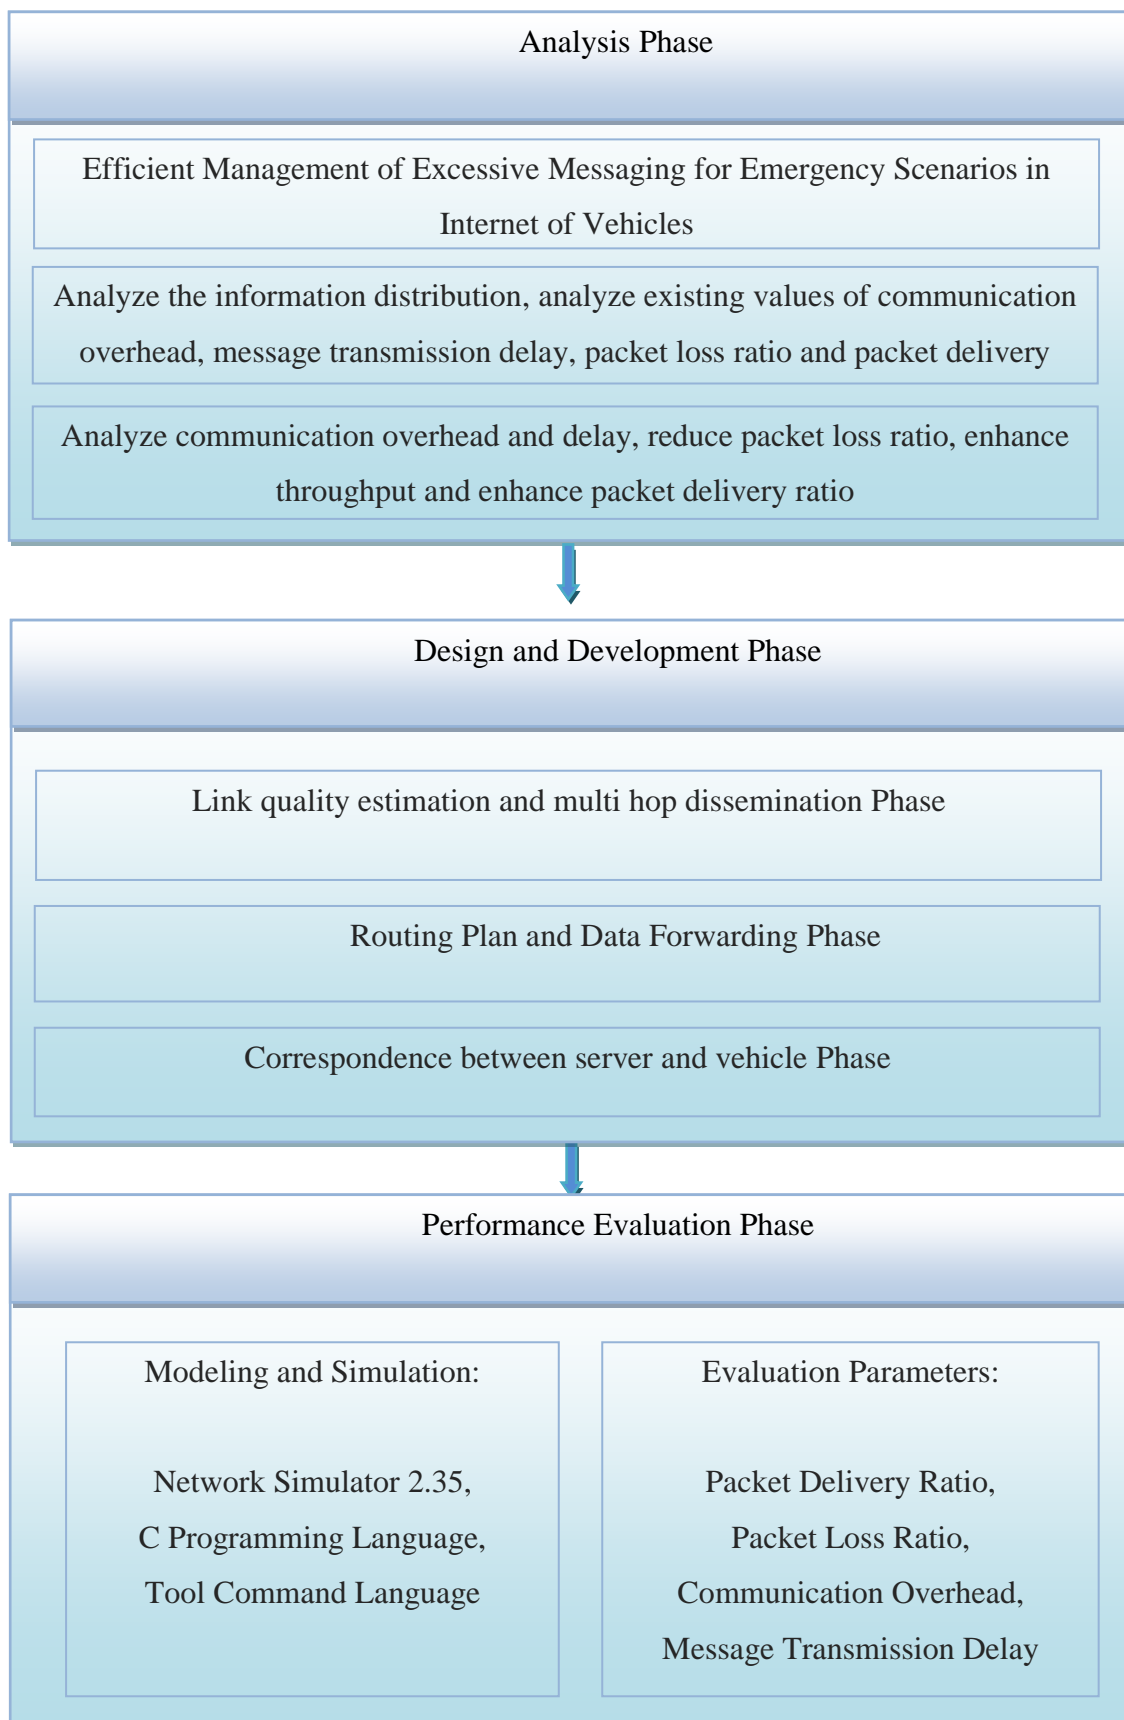 Analysis Phase
Efficient Management of Excessive Messaging for Emergency Scenarios in
Internet of Vehicles
Analyze the information distribution, analyze existing values of communication
overhead, message transmission delay, packet loss ratio and packet delivery
Analyze communication overhead and delay, reduce packet loss ratio, enhance
throughput and enhance packet delivery ratio
Design and Development Phase
Link quality estimation and multi hop dissemination Phase
Routing Plan and Data Forwarding Phase
Correspondence between server and vehicle Phase
Performance Evaluation Phase
Modeling and Simulation:
Network Simulator 2.35,
C Programming Language,
Tool Command Language
Evaluation Parameters:
Packet Delivery Ratio,
Packet Loss Ratio,
Communication Overhead,
Message Transmission Delay